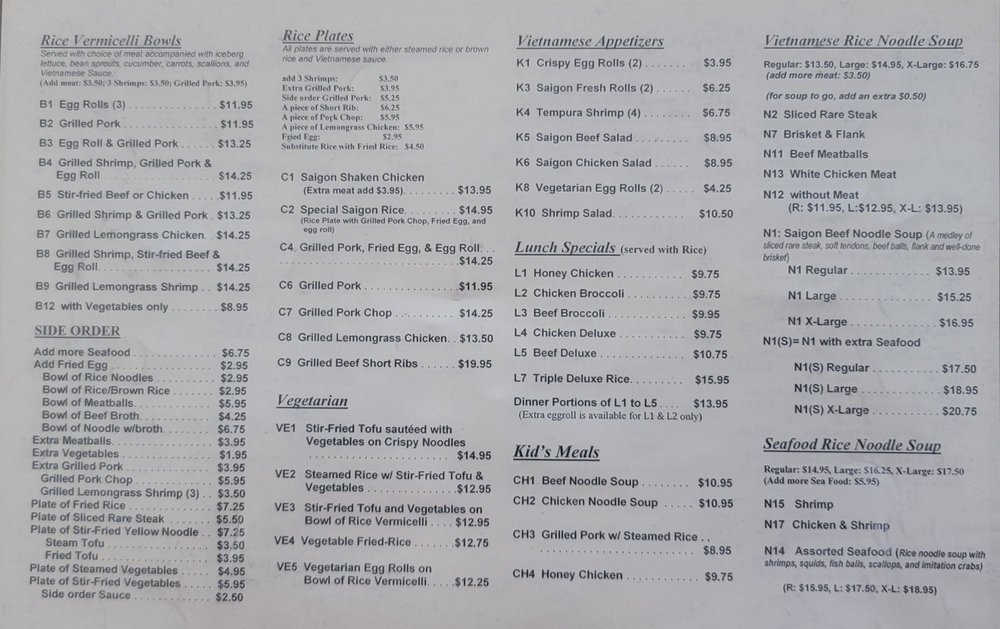 Rice Vermicelli Bowls
Served with choice of meat accompanied with iceberg
lettuce, bean sprouts, cucumber, carrots, scallions, and
Vietnamese Sauce.
(Add meat: $3.50; 3 Shrimps: $3.50; Grilled Pork: $3.95)
B1 Egg Rolls (3) . . . . . . . . . . . . . . . $11.95
B2 Grilled Pork . . . . . . . . . . . . . . . $11.95
B3 Egg Roll & Grilled Pork . . . . . . $13.25
B4 Grilled Shrimp, Grilled Pork &
Egg Roll . . . . . . . . . . . . . . . . . . $14.25
B5 Stir-fried Beef or Chicken . . . . . $11.95
B6 Grilled Shrimp & Grilled Pork . $13.25
B7 Grilled Lemongrass Chicken. . $14.25
B8 Grilled Shrimp, Stir-fried Beef &
Egg Roll. . . . . . . . . . . . . . . . . . $14.25
B9 Grilled Lemongrass Shrimp . . $14.25
B12 with Vegetables only . . . . . . . . $8.95
SIDE ORDER
Add more Seafood . . . . . . . . . . . . $6.75
Add Fried Egg . . . . . . . . . . . . . . . $2.95
Bowl of Rice Noodles . . . . . . . . . $2.95
Bowl of Rice/Brown Rice . . . . . . . $2.95
Bowl of Meatballs. . . . . . . . . . . . . $5.95
Bowl of Beef Broth. . . . . . . . . . . . $4.25
Bowl of Noodle w/broth. . . . . . . . . $6.75
Extra Meatballs. . . . . . . . . . . . . . . $3.95
Extra Vegetables . . . . . . . . . . . . . $1.95
Extra Grilled Pork . . . . . . . . . . . . $3.95
Grilled Pork Chop . . . . . . . . . . . . $5.95
Grilled Lemongrass Shrimp (3) . . $3.50
Plate of Fried Rice . . . . . . . . . . . . $7.25
Plate of Sliced Rare Steak . . . . . . . $5.50
Plate of Stir-Fried Yellow Noodle . . $7.25
Steam Tofu . . . . . . . . . . . . . . . . $3.50
Fried Tofu . . . . . . . . . . . . . . . . . $3.95
Plate of Steamed Vegetables . . . . . $4.95
Plate of Stir-Fried Vegetables . . . . . $5.95
Side order Sauce . . . . . . . . . . . . $2.50
Rice Plates
All plates are served with either steamed rice or brown
rice and Vietnamese sauce.
add 3 Shrimps: $3.50
Extra Grilled Pork: $3.95
Side order Grilled Pork: $5.25
A piece of Short Rib: $6.25
A piece of Pork Chop: $5.95
A piece of Lemongrass Chicken: $5.95
Fried Egg: $2.95
Substitute Rice with Fried Rice: $4.50
C1 Saigon Shaken Chicken
(Extra meat add $3.95). . . . . . . . . $13.95
C2 Special Saigon Rice. . . . . . . . . $14.95
(Rice Plate with Grilled Pork Chop, Fried Egg, and
egg roll)
C4 Grilled Pork, Fried Egg, & Egg Roll. . .
. . . . . . . . . . . . . . . . . . . . . . . . . . . $14.25
C6 Grilled Pork . . . . . . . . . . . . . . $11.95
C7 Grilled Pork Chop . . . . . . . . . . $14.25
C8 Grilled Lemongrass Chicken. . $13.50
C9 Grilled Beef Short Ribs . . . . . . $19.95
Vegetarian
VE1 Stir-Fried Tofu sautéed with
Vegetables on Crispy Noodles
. . . . . . . . . . . . . . . . . . . . . . $14.95
VE2 Steamed Rice w/ Stir-Fried Tofu &
Vegetables . . . . . . . . . . . . . . $12.95
VE3 Stir-Fried Tofu and Vegetables on
Bowl of Rice Vermicelli . . . . $12.95
VE4 Vegetable Fried-Rice . . . . . . . $12.75
VE5 Vegetarian Egg Rolls on
Bowl of Rice Vermicelli. . . . . $12.25
Vietnamese Appetizers
K1 Crispy Egg Rolls (2) . . . . . . . . $3.95
K3 Saigon Fresh Rolls (2) . . . . . . $6.25
K4 Tempura Shrimp (4) . . . . . . . . $6.75
K5 Saigon Beef Salad . . . . . . . . . $8.95
K6 Saigon Chicken Salad . . . . . . $8.95
K8 Vegetarian Egg Rolls (2) . . . . . $4.25
K10 Shrimp Salad. . . . . . . . . . . . . $10.50
Lunch Specials (served with Rice)
L1 Honey Chicken . . . . . . . . . . $9.75
L2 Chicken Broccoli . . . . . . . . . $9.75
L3 Beef Broccoli . . . . . . . . . . . . $9.95
L4 Chicken Deluxe . . . . . . . . . . $9.75
L5 Beef Deluxe . . . . . . . . . . . . . $10.75
L7 Triple Deluxe Rice. . . . . . . . . $15.95
Dinner Portions of L1 to L5 . . . . . $13.95
(Extra eggroll is available for L1 & L2 only)
Kid's Meals
CH1 Beef Noodle Soup . . . . . . . . $10.95
CH2 Chicken Noodle Soup . . . . . $10.95
CH3 Grilled Pork w/ Steamed Rice . .
. . . . . . . . . . . . . . . . . . . . . . . . $8.95
CH4 Honey Chicken . . . . . . . . . . . $9.75
Vietnamese Rice Noodle Soup
Regular: $13.50, Large: $14.95, X-Large: $16.75
(add more meat: $3.50)
(for soup to go, add an extra $0.50)
N2 Sliced Rare Steak
N7 Brisket & Flank
N11 Beef Meatballs
N13 White Chicken Meat
N12 without Meat
(R: $11.95, L:$12.95, X-L: $13.95)
N1: Saigon Beef Noodle Soup (A medley of
sliced rare steak, soft tendons, beef balls, flank and well-done
brisket)
N1 Regular . . . . . . . . . . . . $13.95
N1 Large . . . . . . . . . . . . . . $15.25
N1 X-Large . . . . . . . . . . . . $16.95
N1(S)= N1 with extra Seafood
N1(S) Regular . . . . . . . . . . . $17.50
N1(S) Large . . . . . . . . . . . . $18.95
N1(S) X-Large . . . . . . . . . . $20.75
Seafood Rice Noodle Soup
Regular: $14.95, Large: $16.25, X-Large: $17.50
(Add more Sea Food: $5.95)
N15 Shrimp
N17 Chicken & Shrimp
N14 Assorted Seafood (Rice noodle soup with
shrimps, squids, fish balls, scallops, and imitation crabs)
(R: $15.95, L: $17.50, X-L: $18.95)